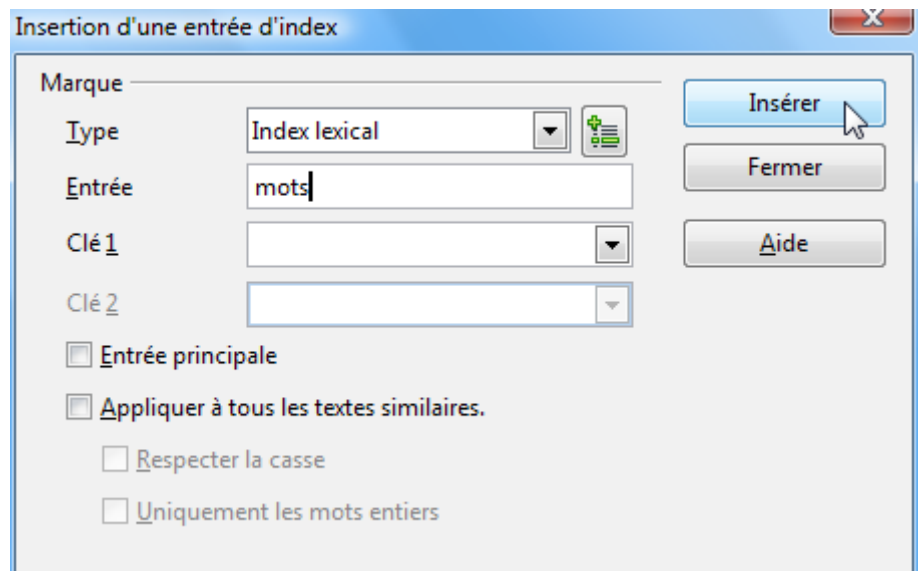 Insertion d'une entrée d'index
Marque
Type Index lexical
Insérer
Entrée mots
Fermer
Clé 1
Aide
Clé 2
Entrée principale
Appliquer à tous les textes similaires.
Respecter la casse
Uniquement les mots entiers